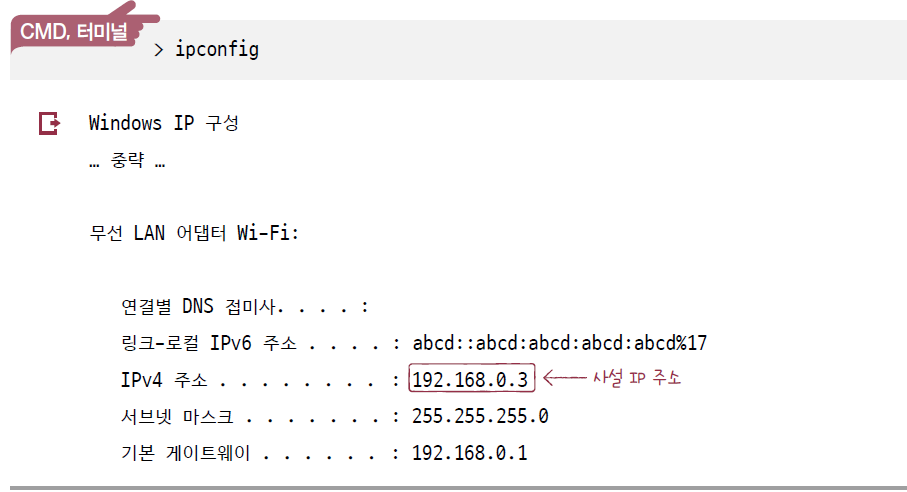 CMD, 터미널
> ipconfig
Windows IP 구성
… 중략 …
무선 LAN 어댑터 Wi-Fi:
연결별 DNS 접미사. . . . :
링크-로컬 IPv6 주소 . . . . : abcd::abcd:abcd:abcd:abcd%17
IPv4 주소 . . . . . . . . : 192.168.0.3 ← 사설 IP 주소
서브넷 마스크 . . . . . . . : 255.255.255.0
기본 게이트웨이 . . . . . . : 192.168.0.1